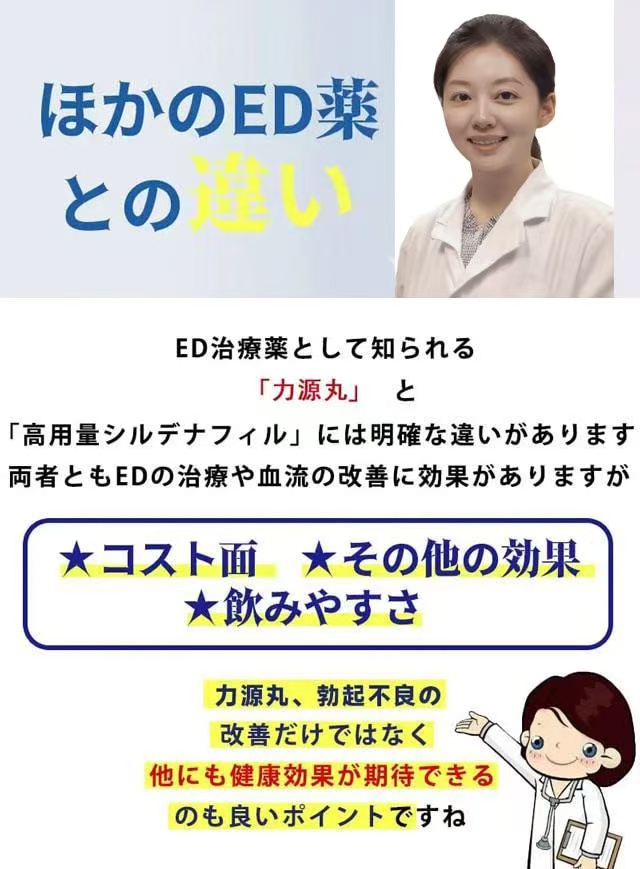 ほかのED薬
との違い
ED治療薬として知られる
「力源丸」 と
「高用量シルデナフィル」には明確な違いがあります
両者ともEDの治療や血流の改善に効果がありますが
★コスト面 ★その他の効果
★飲みやすさ
力源丸、勃起不良の
改善だけではなく
他にも健康効果が期待できる
のも良いポイントですね